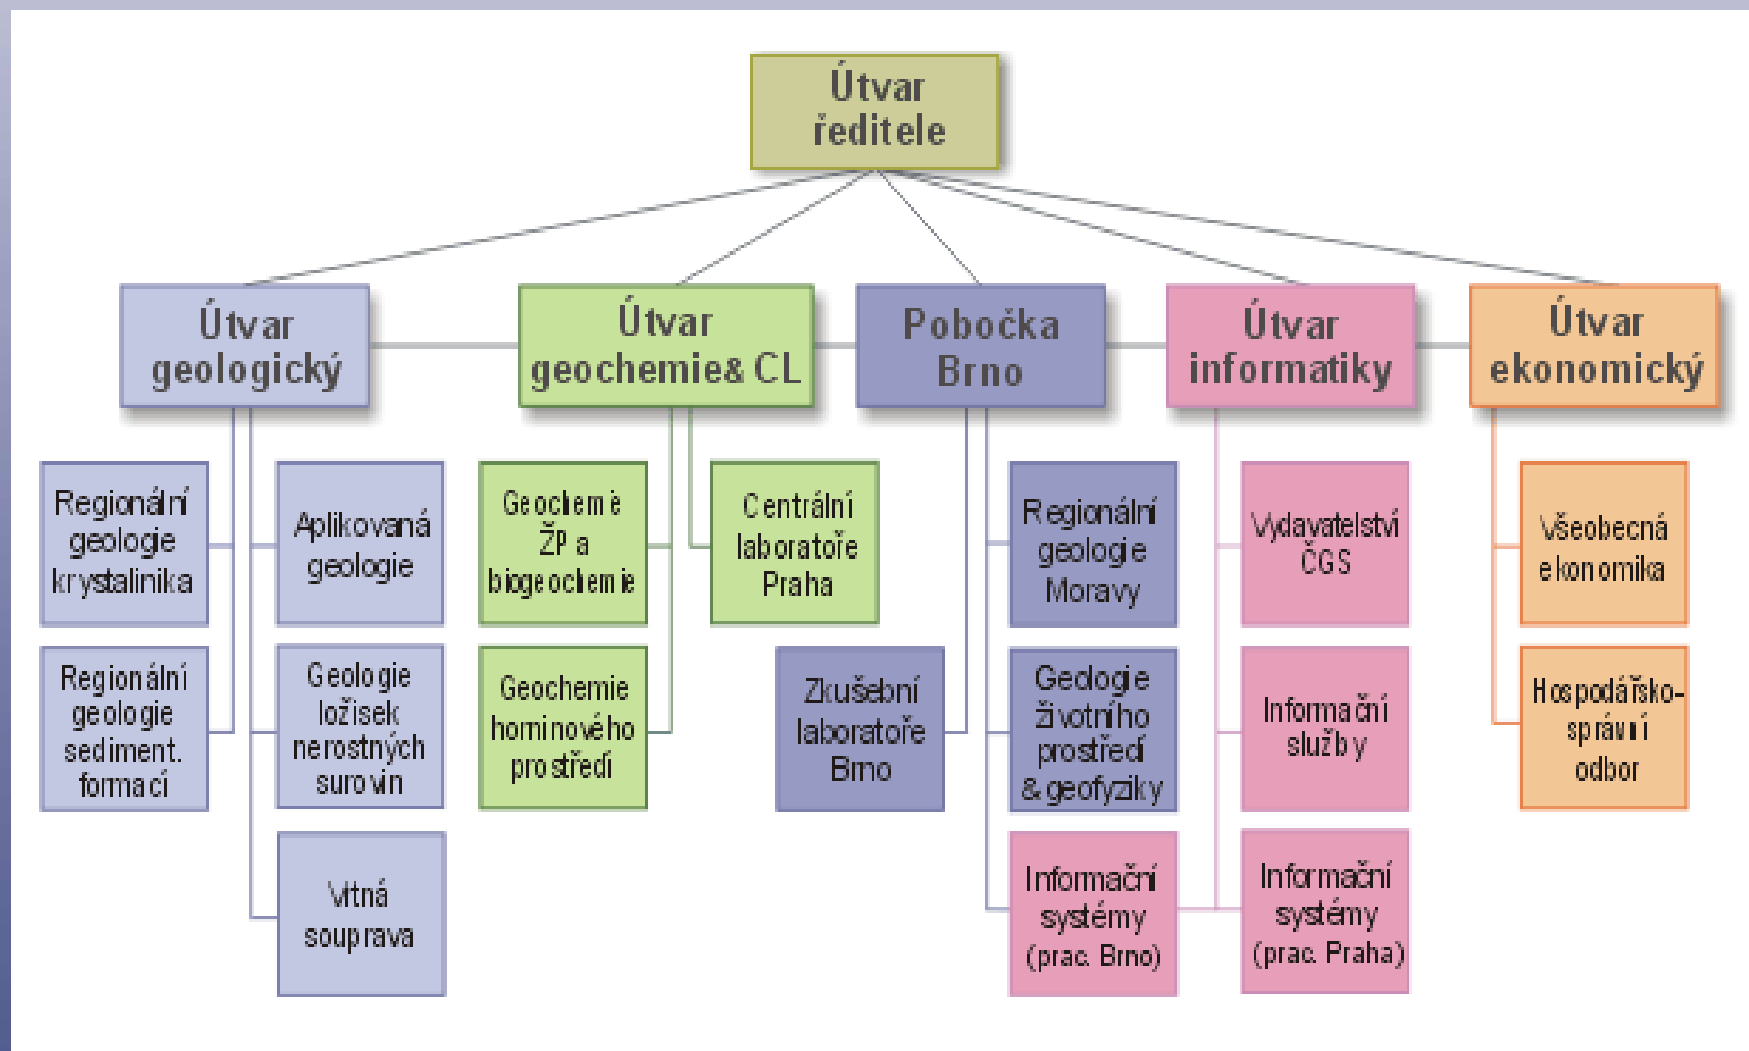 Útvar
ředitele
Útvar
geologický
Útvar
geochemie& CL
Pobočka
Brno
Útvar
informatiky
Útvar
ekonomický
Regionální
geologie
krystalinika
Aplikovaná
geologie
Geochemie
ŽP a
biogeochemie
Centrální
laboratoře
Praha
Regionální
geologie
Moravy
Vydavatelství
ČGS
Všeobecná
ekonomika
Regionální
geologie
sediment.
formací
Geologie
ložisek
nerostných
surovin
Geochemie
horninového
prostředí
Zkušební
laboratoře
Brno
Geologie
životního
prostředí
& geofyziky
Informační
služby
Hospodářsko-
správní
odbor
Vrtná
souprava
Informační
systémy
(prac. Brno)
Informační
systémy
(prac. Praha)